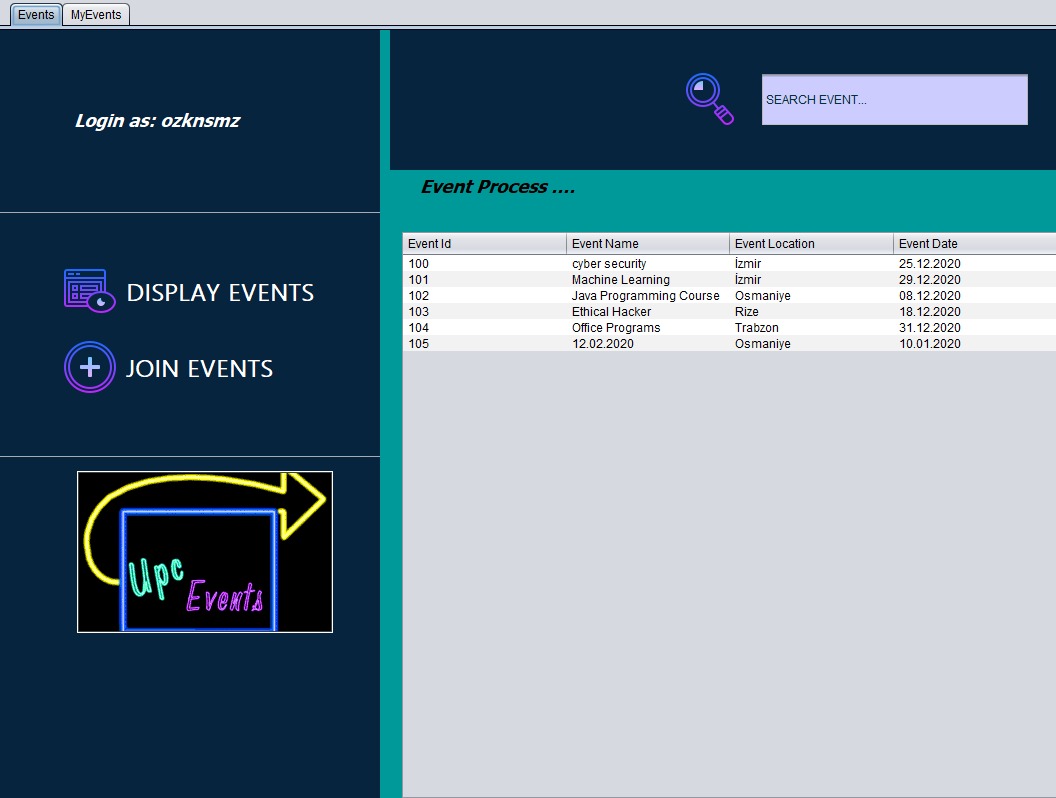 Events MyEvents
Login as: ozknsmz
SEARCH EVENT...
Event Process ....
DISPLAY EVENTS
JOIN EVENTS
Upc
Events
Event Id Event Name Event Location Event Date
100 cyber security İzmir 25.12.2020
101 Machine Learning İzmir 29.12.2020
102 Java Programming Course Osmaniye 08.12.2020
103 Ethical Hacker Rize 18.12.2020
104 Office Programs Trabzon 31.12.2020
105 12.02.2020 Osmaniye 10.01.2020